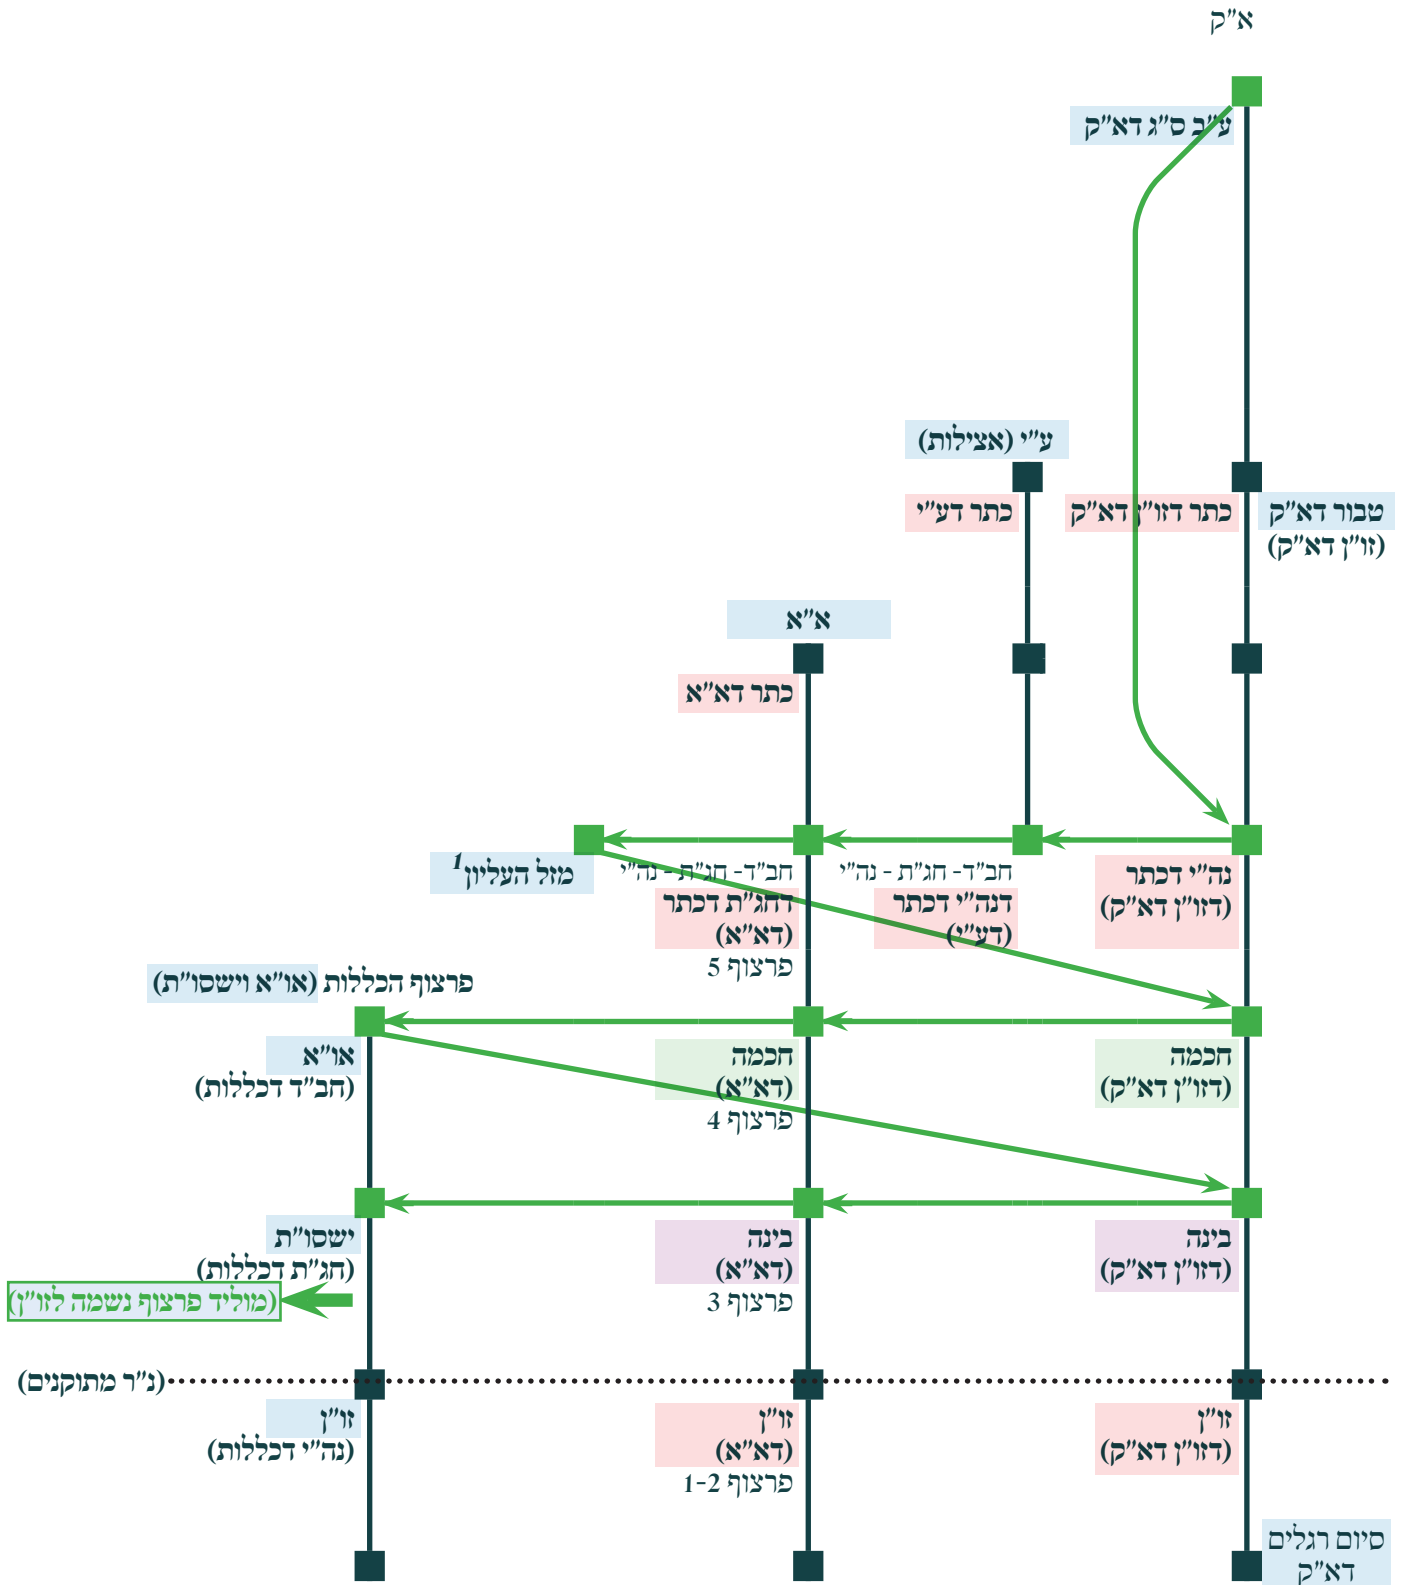 א"ק
ע"ב ס"ג דא"ק
ע"י (אצילות)
טבור דא"ק
(זו"ן דא"ק)
כתר דזו"ן דא"ק
כתר דע"י
א"א
כתר דא"א
נה"י דכתר
(דזו"ן דא"ק)
חב"ד- חג"ת - נה"י
דנה"י דכתר
(דע"י)
חב"ד- חג"ת - נה"י
דחג"ת דכתר
(דא"א)
פרצוף 5
מזל העליון1
פרצוף הכללות (או"א וישסו"ת)
חכמה
(דזו"ן דא"ק)
חכמה
(דא"א)
פרצוף 4
או"א
(חב"ד דכללות)
בינה
(דזו"ן דא"ק)
בינה
(דא"א)
פרצוף 3
ישסו"ת
(חג"ת דכללות)
(מוליד פרצוף נשמה לזו"ן)
(נ"ר מתוקנים)
זו"ן
(דזו"ן דא"ק)
זו"ן
(דא"א)
פרצוף 1-2
זו"ן
(נה"י דכללות)
סיום רגלים
דא"ק